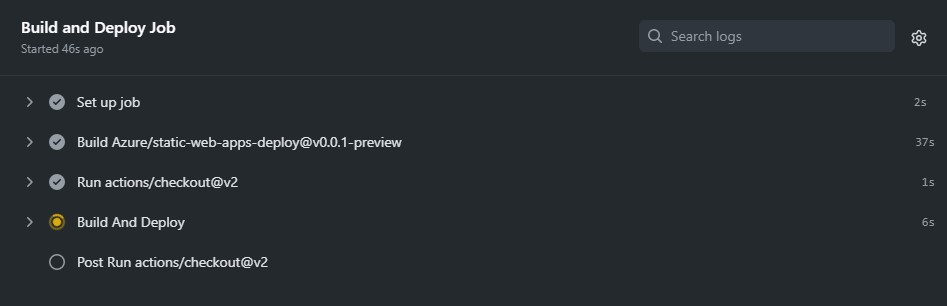 Build and Deploy Job
Started 46s ago
Search logs
Set up job 2s
Build Azure/static-web-apps-deploy@v0.0.1-preview 37s
Run actions/checkout@v2 1s
Build And Deploy 6s
Post Run actions/checkout@v2